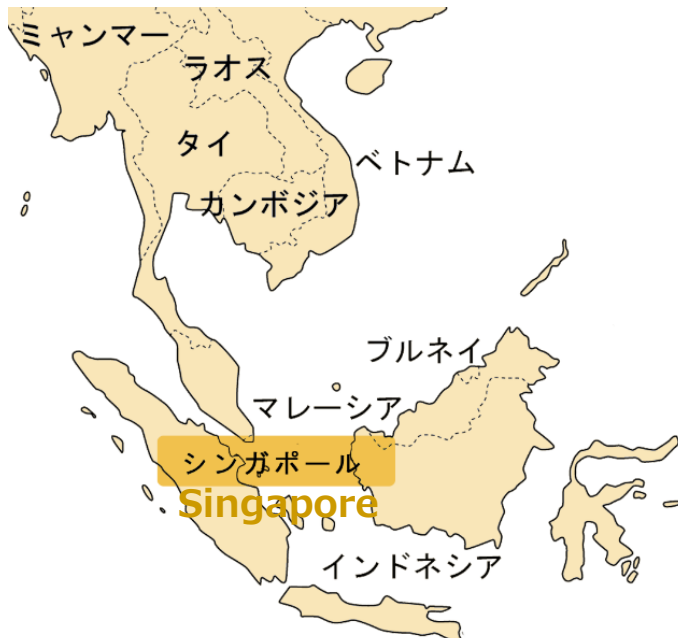 ミャンマー
ラオス
タイ
ベトナム
カンボジア
ブルネイ
マレーシア
シンガポール
Singapore
インドネシア